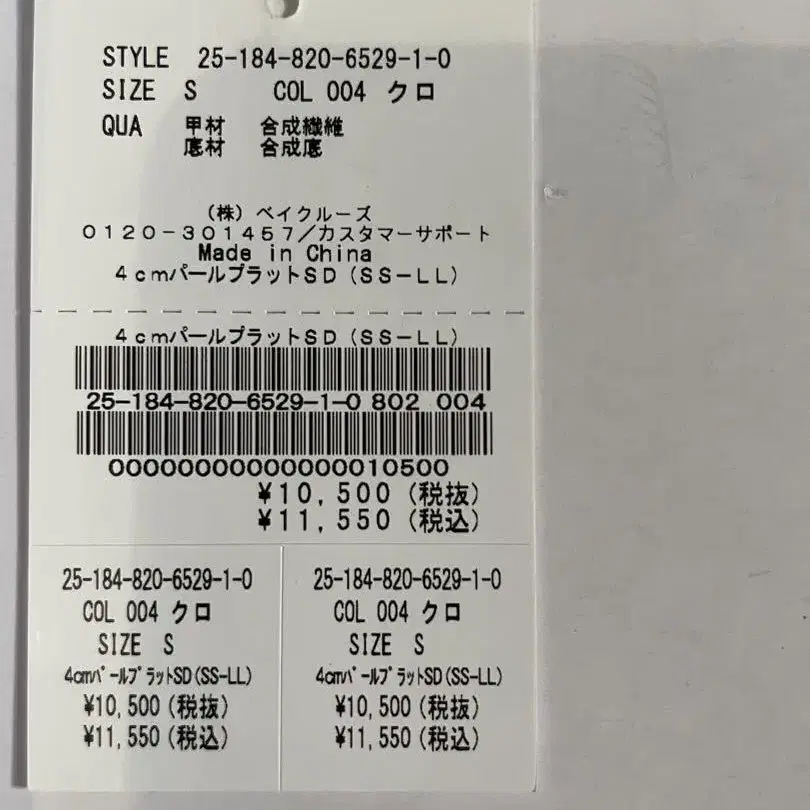 STYLE 25-184-820-6529-1-0
SIZE S COL 004 クロ
QUA 甲材 合成繊維
底材 合成底
（株）ベイクルーズ
０１２０－３０１４５７／カスタマーサポート
Made in China
４ｃｍパールプラットＳＤ（ＳＳ－ＬＬ）
４ｃｍパールプラットＳＤ（ＳＳ－ＬＬ）
25-184-820-6529-1-0 802 004
00000000000000010500
¥10,500（税抜）
¥11,550（税込）
25-184-820-6529-1-0
COL 004 クロ
SIZE S
4cmﾊﾟｰﾙﾌﾟﾗｯﾄSD(SS-LL)
¥10,500（税抜）
¥11,550（税込）
25-184-820-6529-1-0
COL 004 クロ
SIZE S
4cmﾊﾟｰﾙﾌﾟﾗｯﾄSD(SS-LL)
¥10,500（税抜）
¥11,550（税込）